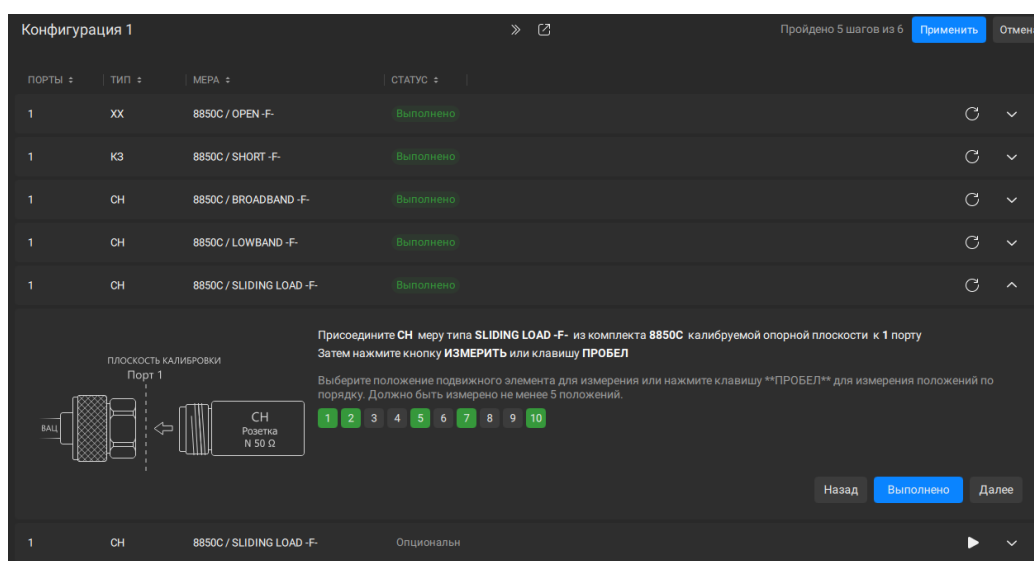 Конфигурация 1
Пройдено 5 шагов из 6
Применить
Отмен
ПОРТЫ
ТИП
МЕРА
СТАТУС
1 XX 8850C / OPEN -F- Выполнено
1 КЗ 8850C / SHORT -F- Выполнено
1 СН 8850C / BROADBAND -F- Выполнено
1 СН 8850C / LOWBAND -F- Выполнено
1 СН 8850C / SLIDING LOAD -F- Выполнено
Присоедините СН меру типа SLIDING LOAD -F- из комплекта 8850C калибруемой опорной плоскости к 1 порту
Затем нажмите кнопку ИЗМЕРИТЬ или клавишу ПРОБЕЛ
Выберите положение подвижного элемента для измерения или нажмите клавишу **ПРОБЕЛ** для измерения положений по
порядку. Должно быть измерено не менее 5 положений.
1 2 3 4 5 6 7 8 9 10
ПЛОСКОСТЬ КАЛИБРОВКИ
Порт 1
ВАЦ
СН
Розетка
N 50 Ω
Назад
Выполнено
Далее
1 СН 8850C / SLIDING LOAD -F- Опциональн